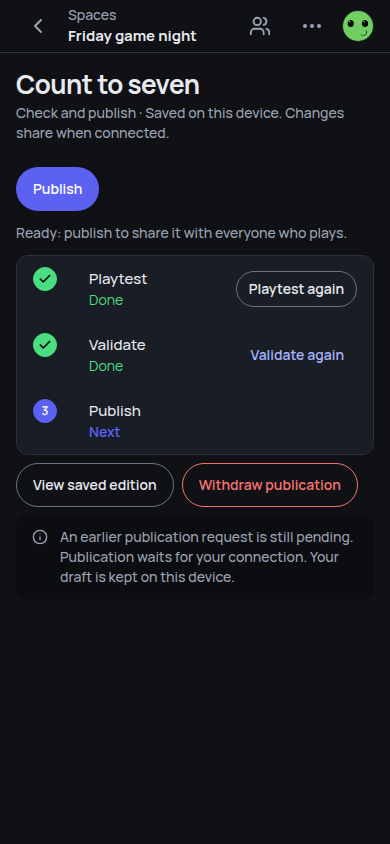 Spaces
Friday game night
Count to seven
Check and publish · Saved on this device. Changes
share when connected.
Publish
Ready: publish to share it with everyone who plays.
Playtest
Done
Playtest again
Validate
Done
Validate again
3
Publish
Next
View saved edition
Withdraw publication
An earlier publication request is still pending.
Publication waits for your connection. Your
draft is kept on this device.